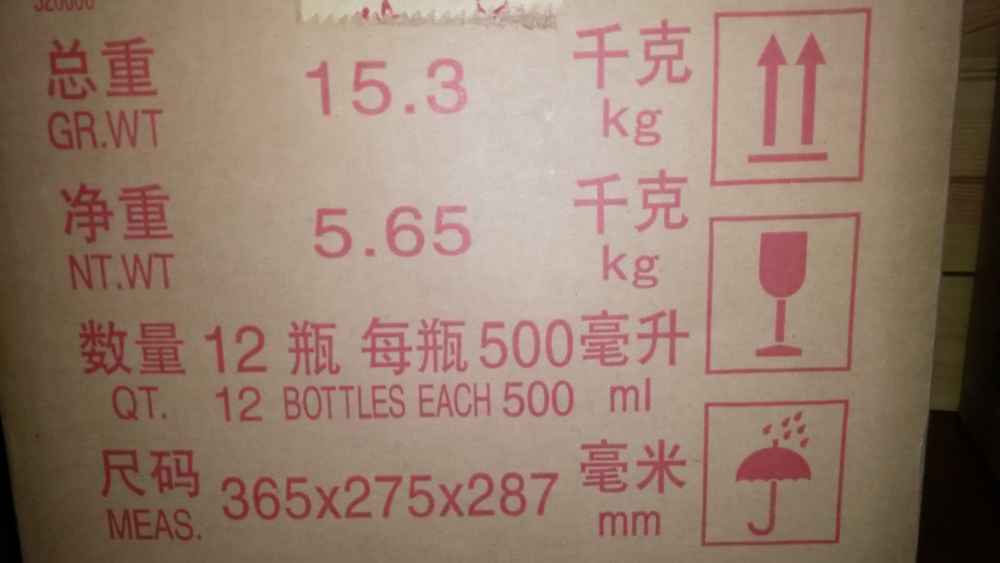 总重 15.3 千克
GR.WT kg
净重 5.65 千克
NT.WT kg
数量 12 瓶 每瓶 500 毫升
QT. 12 BOTTLES EACH 500 ml
尺码 365x275x287 毫米
MEAS. mm